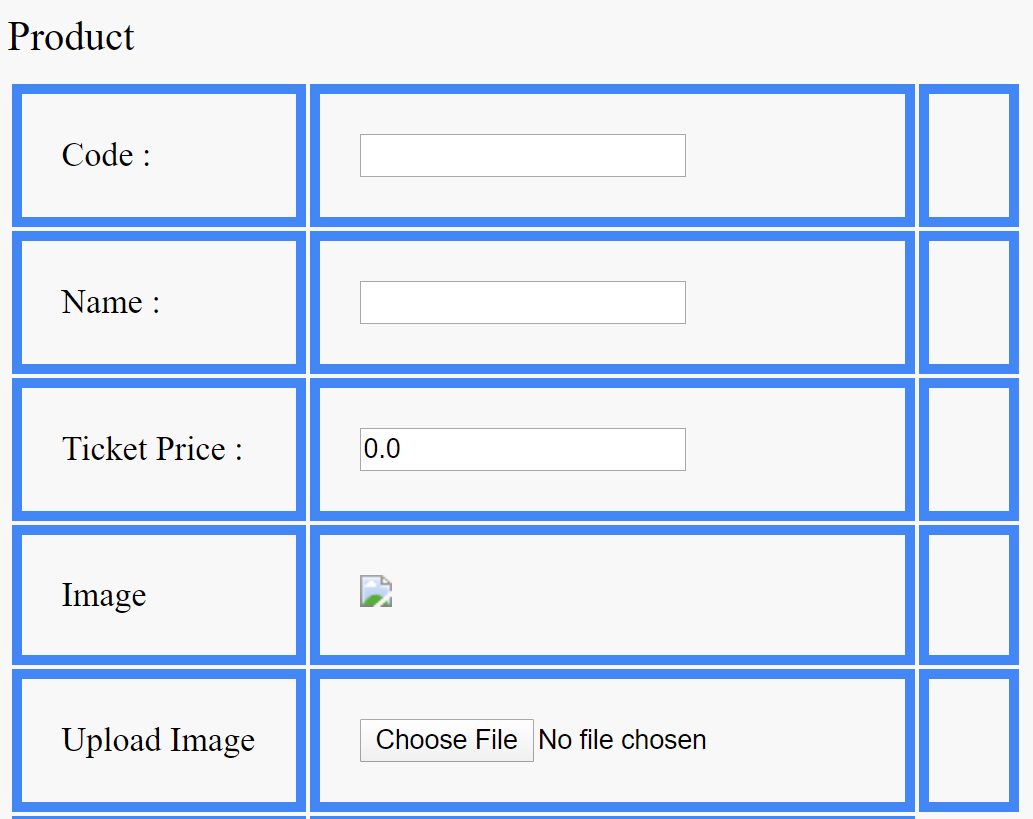 Product
Code :
Name :
Ticket Price :
0.0
Image
Upload Image
Choose File No file chosen